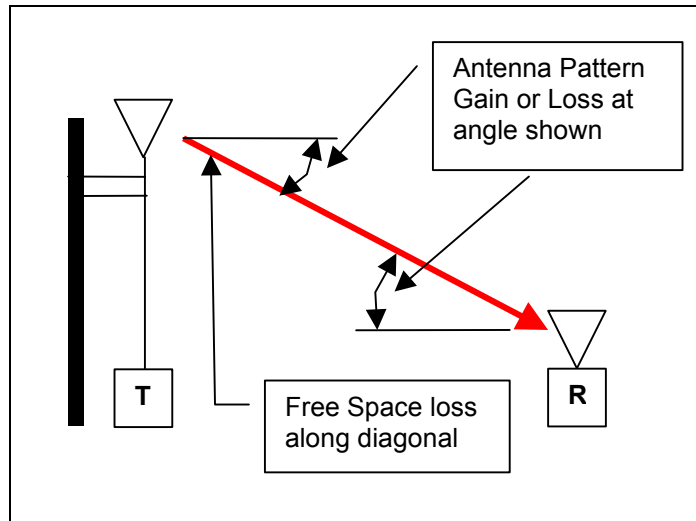 Antenna Pattern
Gain or Loss at
angle shown
T
R
Free Space loss
along diagonal